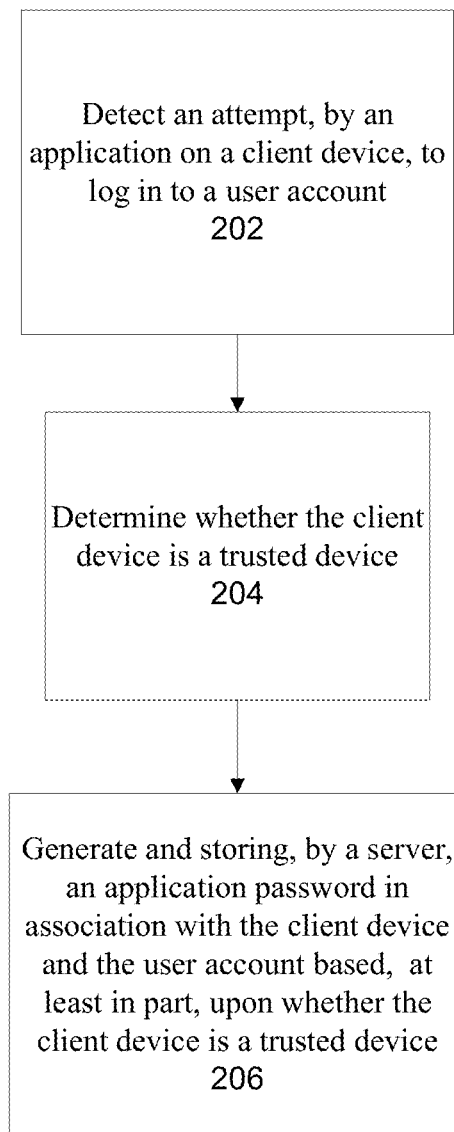 Detect an attempt, by an
application on a client device, to
log in to a user account
202
Determine whether the client
device is a trusted device
204
Generate and storing, by a server,
an application password in
association with the client device
and the user account based, at
least in part, upon whether the
client device is a trusted device
206